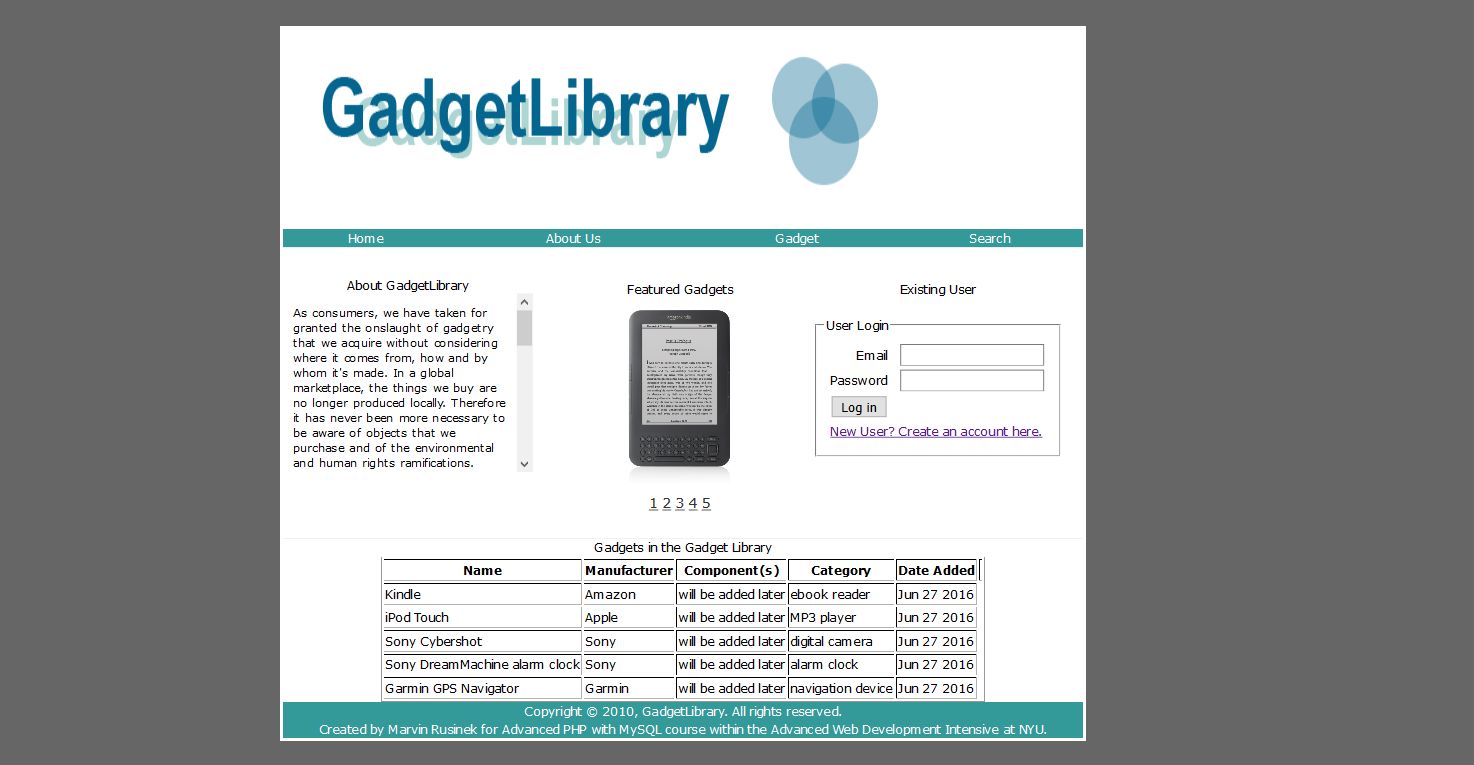 GadgetLibrary
Home About Us Gadget Search
About GadgetLibrary
As consumers, we have taken for
granted the onslaught of gadgetry
that we acquire without considering
where it comes from, how and by
whom it's made. In a global
marketplace, the things we buy are
no longer produced locally. Therefore
it has never been more necessary to
be aware of objects that we
purchase and of the environmental
and human rights ramifications.
Featured Gadgets
1 2 3 4 5
Existing User
User Login
Email
Password
Log in
New User? Create an account here.
Gadgets in the Gadget Library
Name Manufacturer Component(s) Category Date Added
Kindle Amazon will be added later ebook reader Jun 27 2016
iPod Touch Apple will be added later MP3 player Jun 27 2016
Sony Cybershot Sony will be added later digital camera Jun 27 2016
Sony DreamMachine alarm clock Sony will be added later alarm clock Jun 27 2016
Garmin GPS Navigator Garmin will be added later navigation device Jun 27 2016
Copyright © 2010, GadgetLibrary. All rights reserved.
Created by Marvin Rusinek for Advanced PHP with MySQL course within the Advanced Web Development Intensive at NYU.